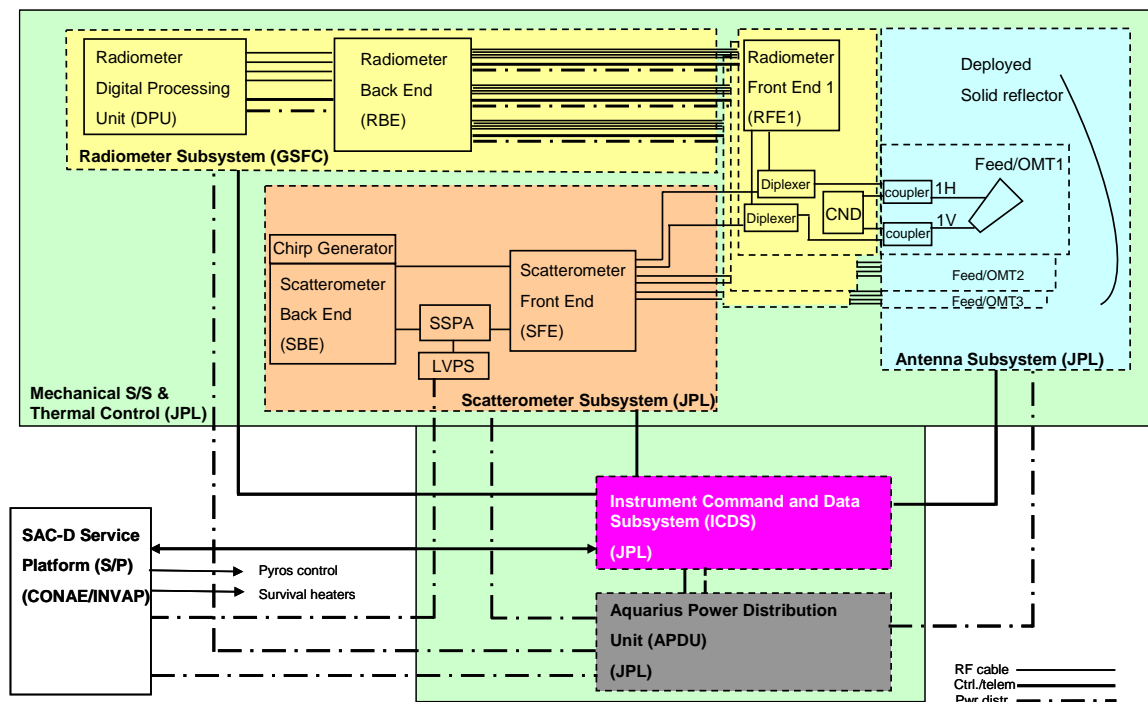 Radiometer
Digital Processing
Unit (DPU)
Radiometer
Back End
(RBE)
Radiometer Subsystem (GSFC)
Radiometer
Front End 1
(RFE1)
Diplexer
Diplexer
CND
Deployed
Solid reflector
Feed/OMT1
coupler
1H
coupler
1V
Feed/OMT2
Feed/OMT3
Antenna Subsystem (JPL)
Chirp Generator
Scatterometer
Back End
(SBE)
SSPA
LVPS
Scatterometer
Front End
(SFE)
Scatterometer Subsystem (JPL)
Mechanical S/S &
Thermal Control (JPL)
Instrument Command and Data
Subsystem (ICDS)
(JPL)
SAC-D Service
Platform (S/P)
(CONAE/INVAP)
Pyros control
Survival heaters
Aquarius Power Distribution
Unit (APDU)
(JPL)
RF cable
Ctrl./telem
Pwr distr